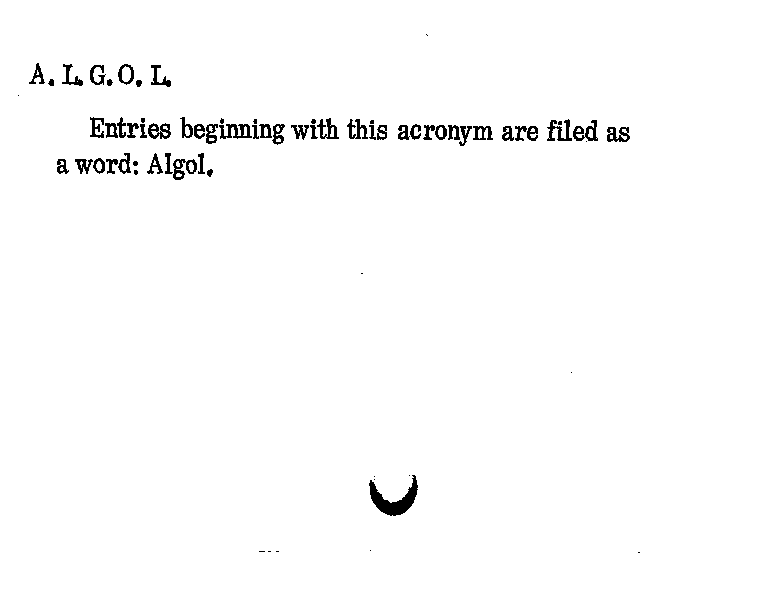 A. L. G. O. L.
Entries beginning with this acronym are filed as
a word: Algol.